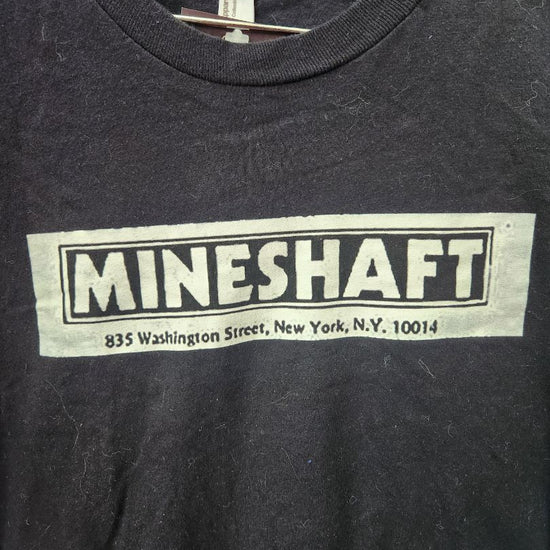 MINESHAFT
835 Washington Street, New York, N.Y. 10014